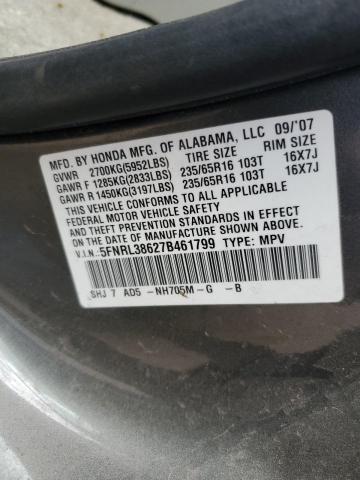 MFD. BY HONDA MFG. OF ALABAMA, LLC 09/'07
GVWR 2700KG(5952LBS) TIRE SIZE RIM SIZE
GAWR F 1285KG(2833LBS) 235/65R16 103T 16X7J
GAWR R 1450KG(3197LBS) 235/65R16 103T 16X7J
THIS VEHICLE CONFORMS TO ALL APPLICABLE
FEDERAL MOTOR VEHICLE SAFETY, BUMPER, AND
THEFT PREVENTION STANDARDS IN EFFECT ON THE
DATE OF MANUFACTURE SHOWN ABOVE.
V.I.N.:5FNRL38627B461799 TYPE: MPV
SHJ 7 AD5 -NH705M-G -B